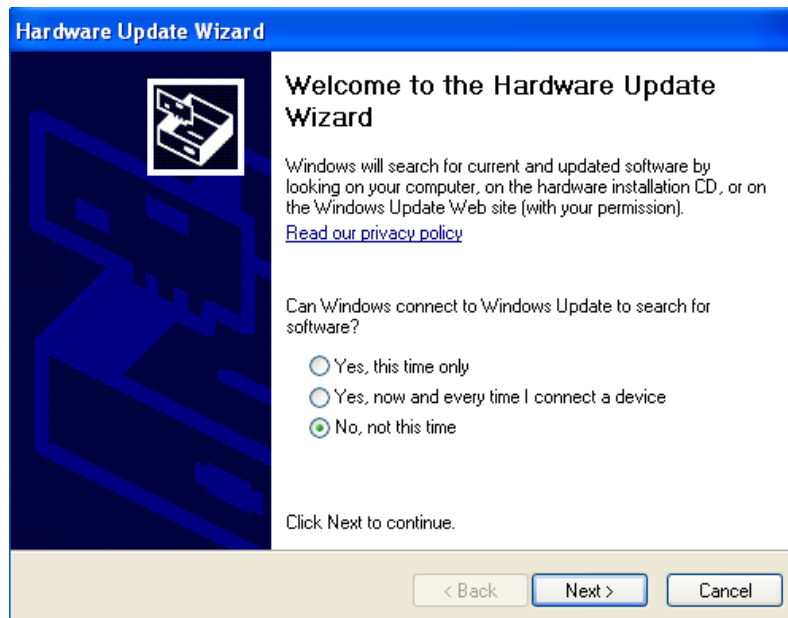 Hardware Update Wizard
Welcome to the Hardware Update
Wizard
Windows will search for current and updated software by
looking on your computer, on the hardware installation CD, or on
the Windows Update Web site (with your permission).
Read our privacy policy
Can Windows connect to Windows Update to search for
software?
Yes, this time only
Yes, now and every time I connect a device
No, not this time
Click Next to continue.
< Back Next > Cancel